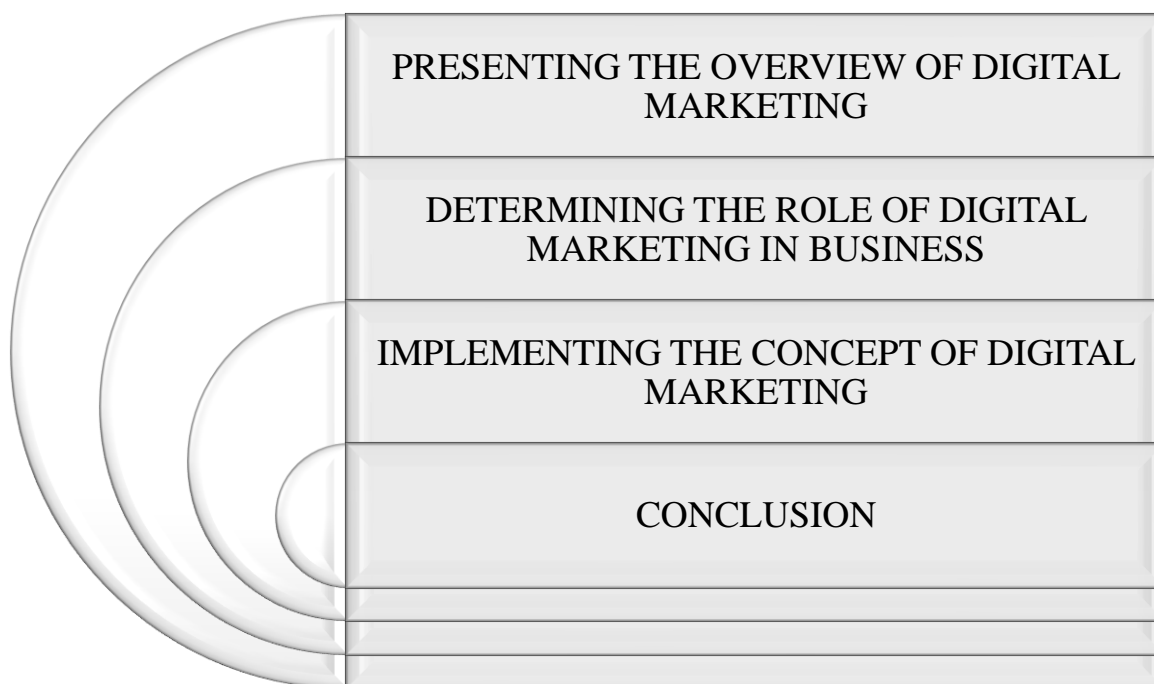 PRESENTING THE OVERVIEW OF DIGITAL
MARKETING
DETERMINING THE ROLE OF DIGITAL
MARKETING IN BUSINESS
IMPLEMENTING THE CONCEPT OF DIGITAL
MARKETING
CONCLUSION